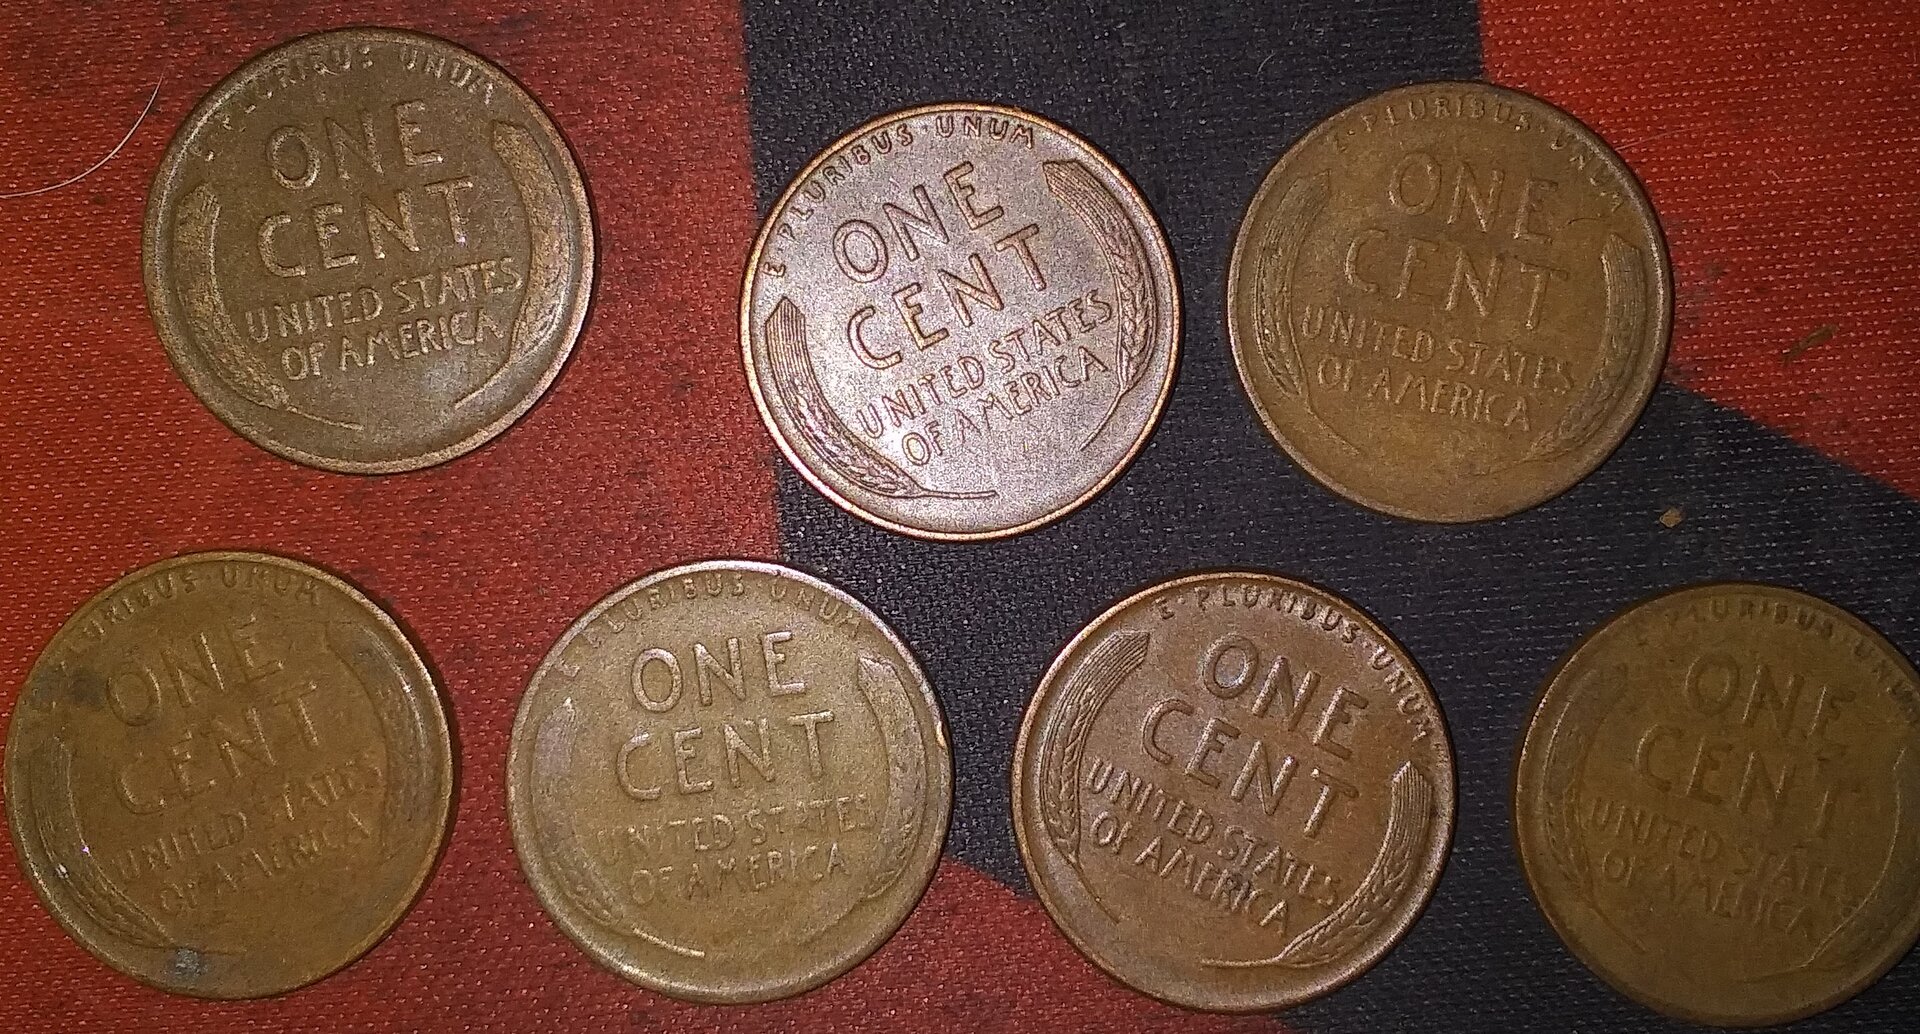 E PLURIBUS UNUM
ONE
CENT
UNITED STATES
OF AMERICA
E PLURIBUS · UNUM
ONE
CENT
UNITED STATES
OF AMERICA
E · PLURIBUS · UNUM
ONE
CENT
UNITED STATES
OF AMERICA
PLURIBUS · UNUM
ONE
CENT
UNITED STATES
OF AMERICA
E PLURIBUS UNUM
ONE
CENT
UNITED STATES
OF AMERICA
E · PLURIBUS · UNUM
ONE
CENT
UNITED STATES
OF AMERICA
E · PLURIBUS · UNUM
ONE
CENT
UNITED STATES
OF AMERICA